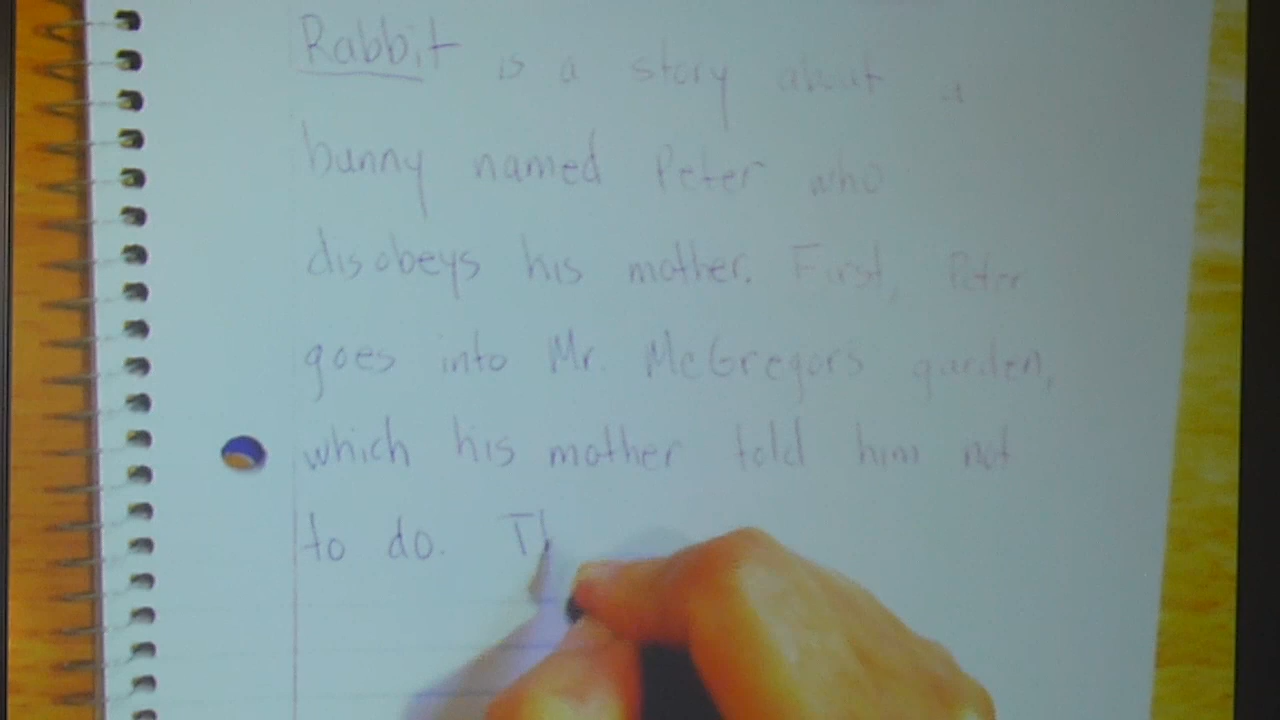 Rabbit is a story about a
bunny named Peter who
disobeys his mother. First, Peter
goes into Mr. McGregors garden,
which his mother told him not
to do. Th